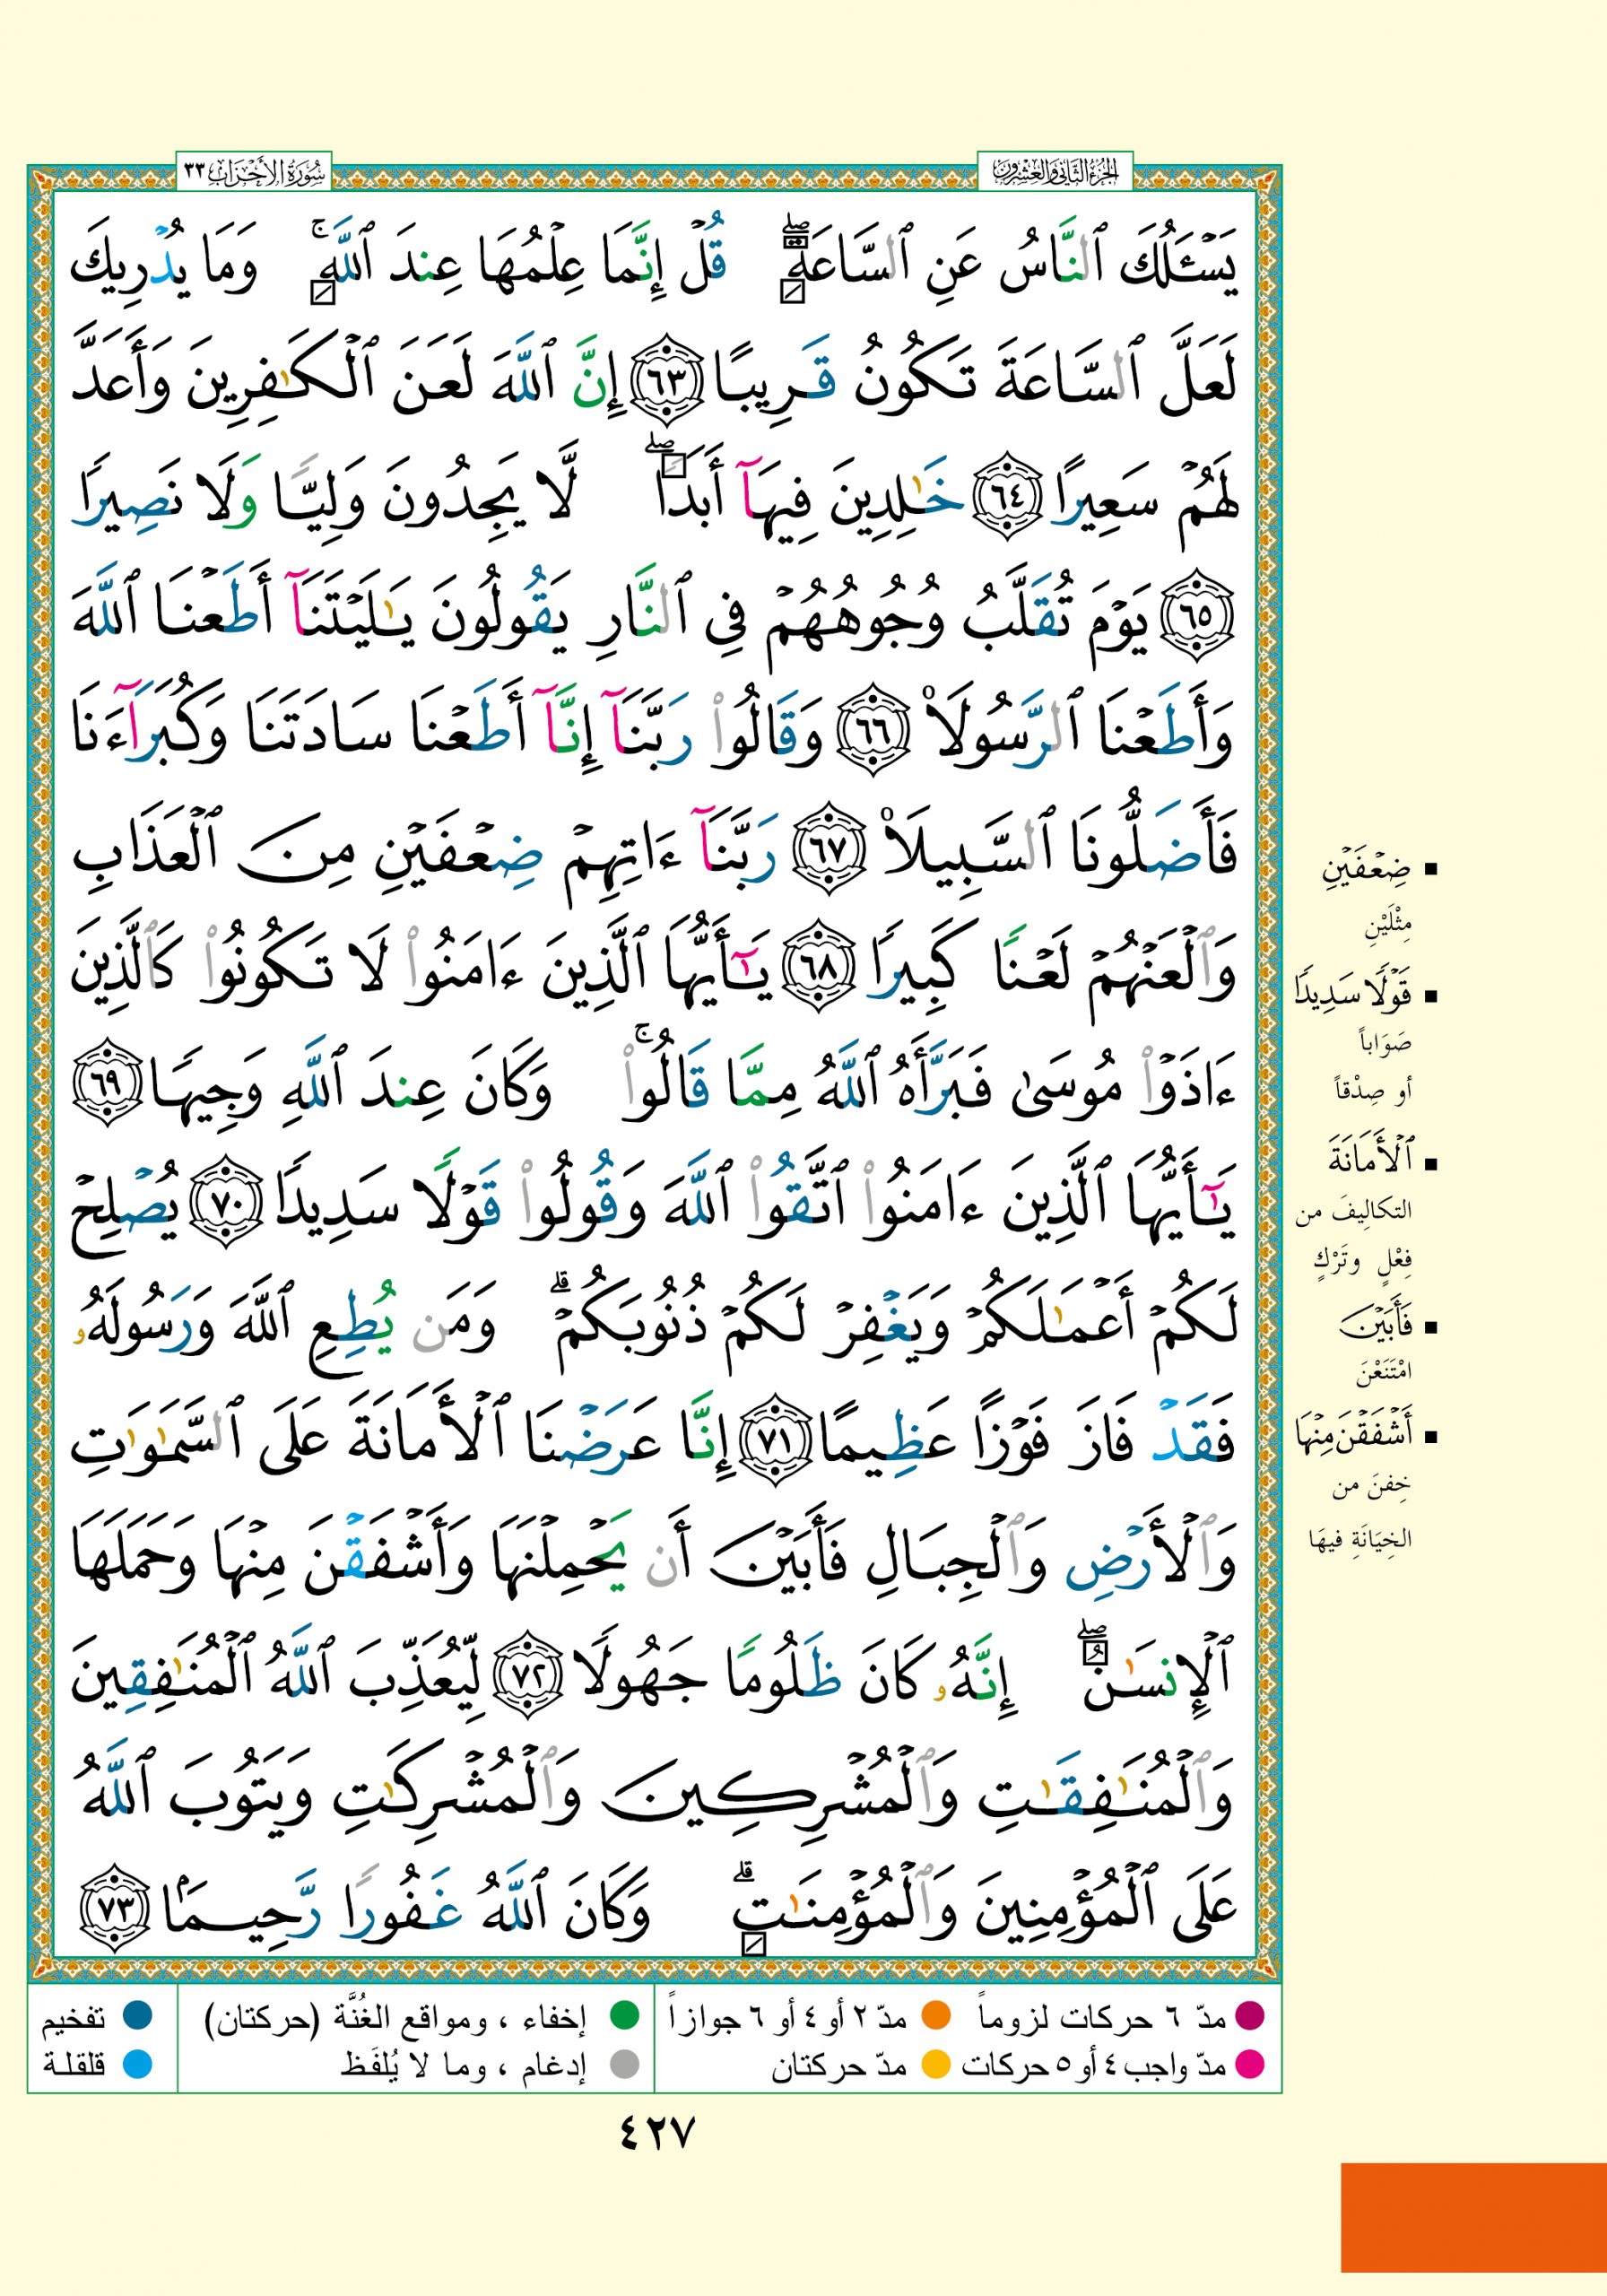 الجزء الثاني والعشرون
سورة الأحزاب ٣٣
يَسْـَٔلُكَ ٱلنَّاسُ عَنِ ٱلسَّاعَةِ ۖ قُلْ إِنَّمَا عِلْمُهَا عِندَ ٱللَّهِ ۚ وَمَا يُدْرِيكَ
لَعَلَّ ٱلسَّاعَةَ تَكُونُ قَرِيبًا ٦٣ إِنَّ ٱللَّهَ لَعَنَ ٱلْكَـٰفِرِينَ وَأَعَدَّ
لَهُمْ سَعِيرًا ٦٤ خَـٰلِدِينَ فِيهَآ أَبَدًا ۖ لَّا يَجِدُونَ وَلِيًّا وَلَا نَصِيرًا
٦٥ يَوْمَ تُقَلَّبُ وُجُوهُهُمْ فِى ٱلنَّارِ يَقُولُونَ يَـٰلَيْتَنَآ أَطَعْنَا ٱللَّهَ
وَأَطَعْنَا ٱلرَّسُولَا۠ ٦٦ وَقَالُوا۟ رَبَّنَآ إِنَّآ أَطَعْنَا سَادَتَنَا وَكُبَرَآءَنَا
فَأَضَلُّونَا ٱلسَّبِيلَا۠ ٦٧ رَبَّنَآ ءَاتِهِمْ ضِعْفَيْنِ مِنَ ٱلْعَذَابِ
وَٱلْعَنْهُمْ لَعْنًا كَبِيرًا ٦٨ يَـٰٓأَيُّهَا ٱلَّذِينَ ءَامَنُوا۟ لَا تَكُونُوا۟ كَٱلَّذِينَ
ءَاذَوْا۟ مُوسَىٰ فَبَرَّأَهُ ٱللَّهُ مِمَّا قَالُوا۟ ۚ وَكَانَ عِندَ ٱللَّهِ وَجِيهًا ٦٩
يَـٰٓأَيُّهَا ٱلَّذِينَ ءَامَنُوا۟ ٱتَّقُوا۟ ٱللَّهَ وَقُولُوا۟ قَوْلًا سَدِيدًا ٧٠ يُصْلِحْ
لَكُمْ أَعْمَـٰلَكُمْ وَيَغْفِرْ لَكُمْ ذُنُوبَكُمْ ۗ وَمَن يُطِعِ ٱللَّهَ وَرَسُولَهُۥ
فَقَدْ فَازَ فَوْزًا عَظِيمًا ٧١ إِنَّا عَرَضْنَا ٱلْأَمَانَةَ عَلَى ٱلسَّمَـٰوَٰتِ
وَٱلْأَرْضِ وَٱلْجِبَالِ فَأَبَيْنَ أَن يَحْمِلْنَهَا وَأَشْفَقْنَ مِنْهَا وَحَمَلَهَا
ٱلْإِنسَـٰنُ ۖ إِنَّهُۥ كَانَ ظَلُومًا جَهُولًا ٧٢ لِّيُعَذِّبَ ٱللَّهُ ٱلْمُنَـٰفِقِينَ
وَٱلْمُنَـٰفِقَـٰتِ وَٱلْمُشْرِكِينَ وَٱلْمُشْرِكَـٰتِ وَيَتُوبَ ٱللَّهُ
عَلَى ٱلْمُؤْمِنِينَ وَٱلْمُؤْمِنَـٰتِ ۗ وَكَانَ ٱللَّهُ غَفُورًا رَّحِيمًۢا ٧٣
ضِعْفَيْنِ
مِثْلَيْنِ
قَوْلًا سَدِيدًا
صَوَاباً
أو صِدْقاً
ٱلْأَمَانَةَ
التكالِيفَ من
فِعْلٍ وتَرْكٍ
فَأَبَيْنَ
امْتَنَعْنَ
أَشْفَقْنَ مِنْهَا
خِفنَ من
الخِيَانَةِ فيهَا
مدّ ٦ حركات لزوماً مدّ ٢ أو ٤ أو ٦ جوازاً إخفاء ، ومواقع الغُنَّة (حركتان) تفخيم
مدّ واجب ٤ أو ٥ حركات مدّ حركتان إدغام ، وما لا يُلفَظ قلقلة
٤٢٧